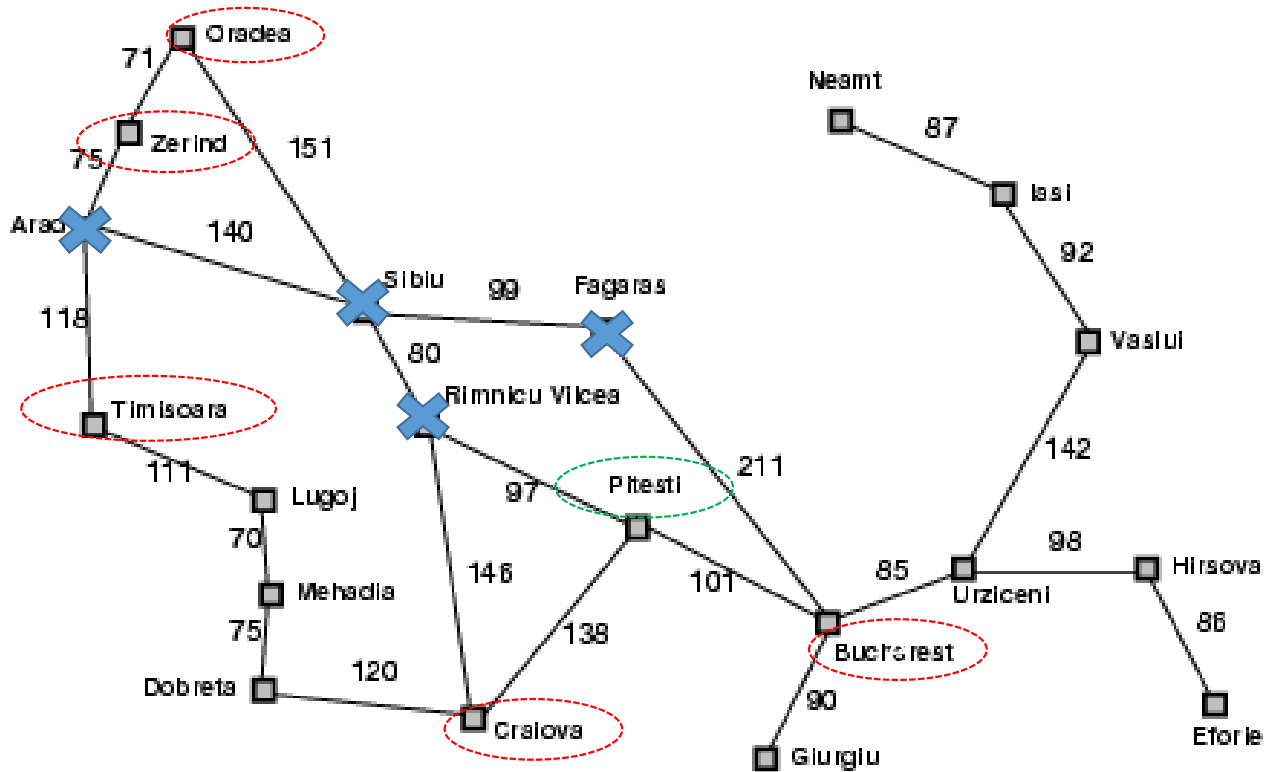 Oradea
71
Neamt
87
Zerind
151
75
Iasi
Arad
140
92
Sibiu
99
Fagaras
118
80
Vaslui
Rimnicu Vilcea
Timisoara
142
111
211
Pitesti
97
Lugoj
70
98
146
101
85
Hirsova
Mehadia
Urziceni
86
75
138
Bucharest
120
Dobreta
90
Craiova
Eforie
Giurgiu